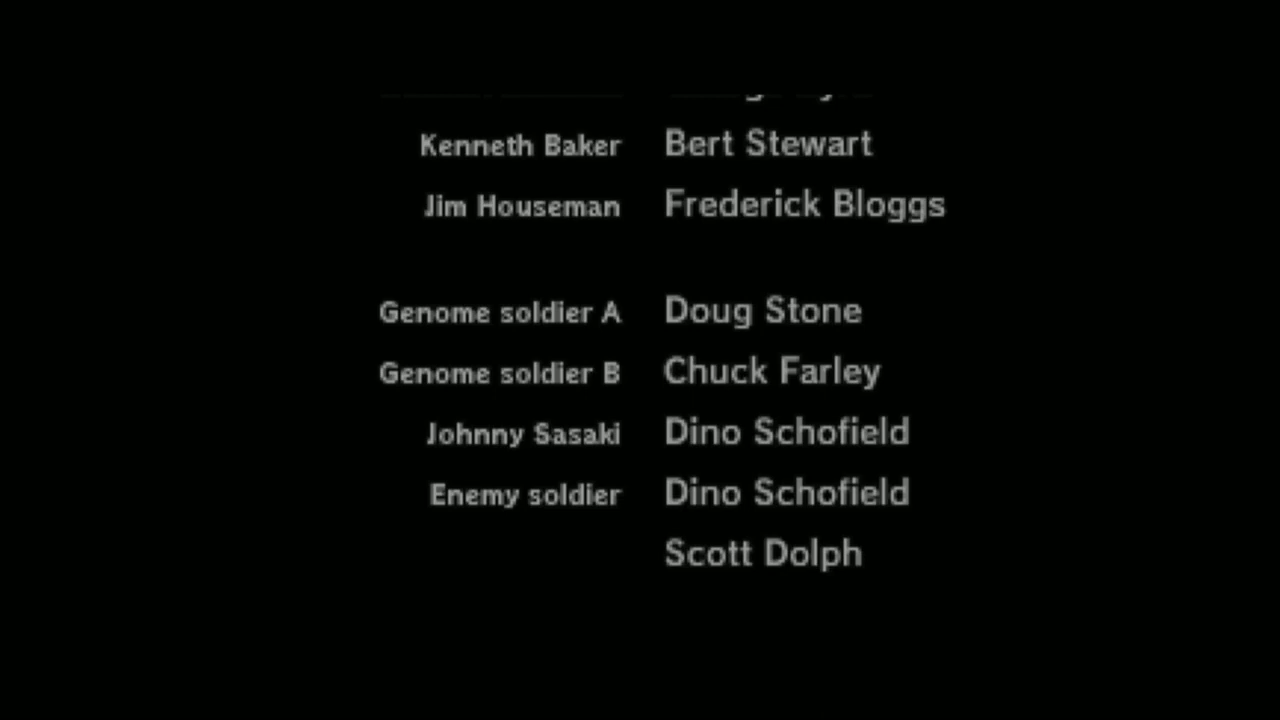 Kenneth Baker Bert Stewart
Jim Houseman Frederick Bloggs
Genome soldier A Doug Stone
Genome soldier B Chuck Farley
Johnny Sasaki Dino Schofield
Enemy soldier Dino Schofield
Scott Dolph